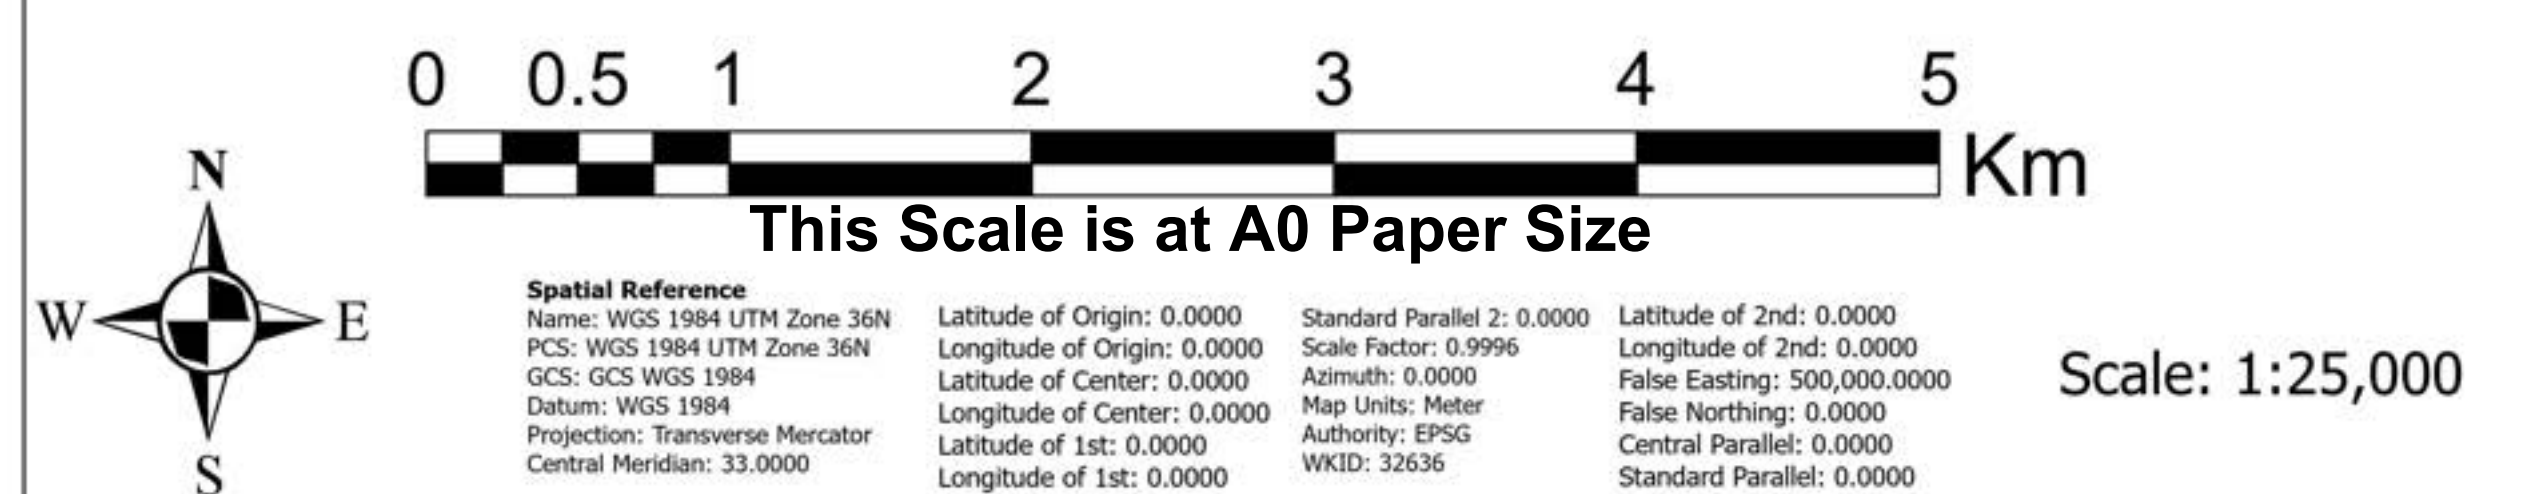 0 0.5 1 2 3 4 5
Km
This Scale is at A0 Paper Size
N
W E
S
Spatial Reference
Name: WGS 1984 UTM Zone 36N
PCS: WGS 1984 UTM Zone 36N
GCS: GCS WGS 1984
Datum: WGS 1984
Projection: Transverse Mercator
Central Meridian: 33.0000
Latitude of Origin: 0.0000
Longitude of Origin: 0.0000
Latitude of Center: 0.0000
Longitude of Center: 0.0000
Latitude of 1st: 0.0000
Longitude of 1st: 0.0000
Standard Parallel 2: 0.0000
Scale Factor: 0.9996
Azimuth: 0.0000
Map Units: Meter
Authority: EPSG
WKID: 32636
Latitude of 2nd: 0.0000
Longitude of 2nd: 0.0000
False Easting: 500,000.0000
False Northing: 0.0000
Central Parallel: 0.0000
Standard Parallel: 0.0000
Scale: 1:25,000